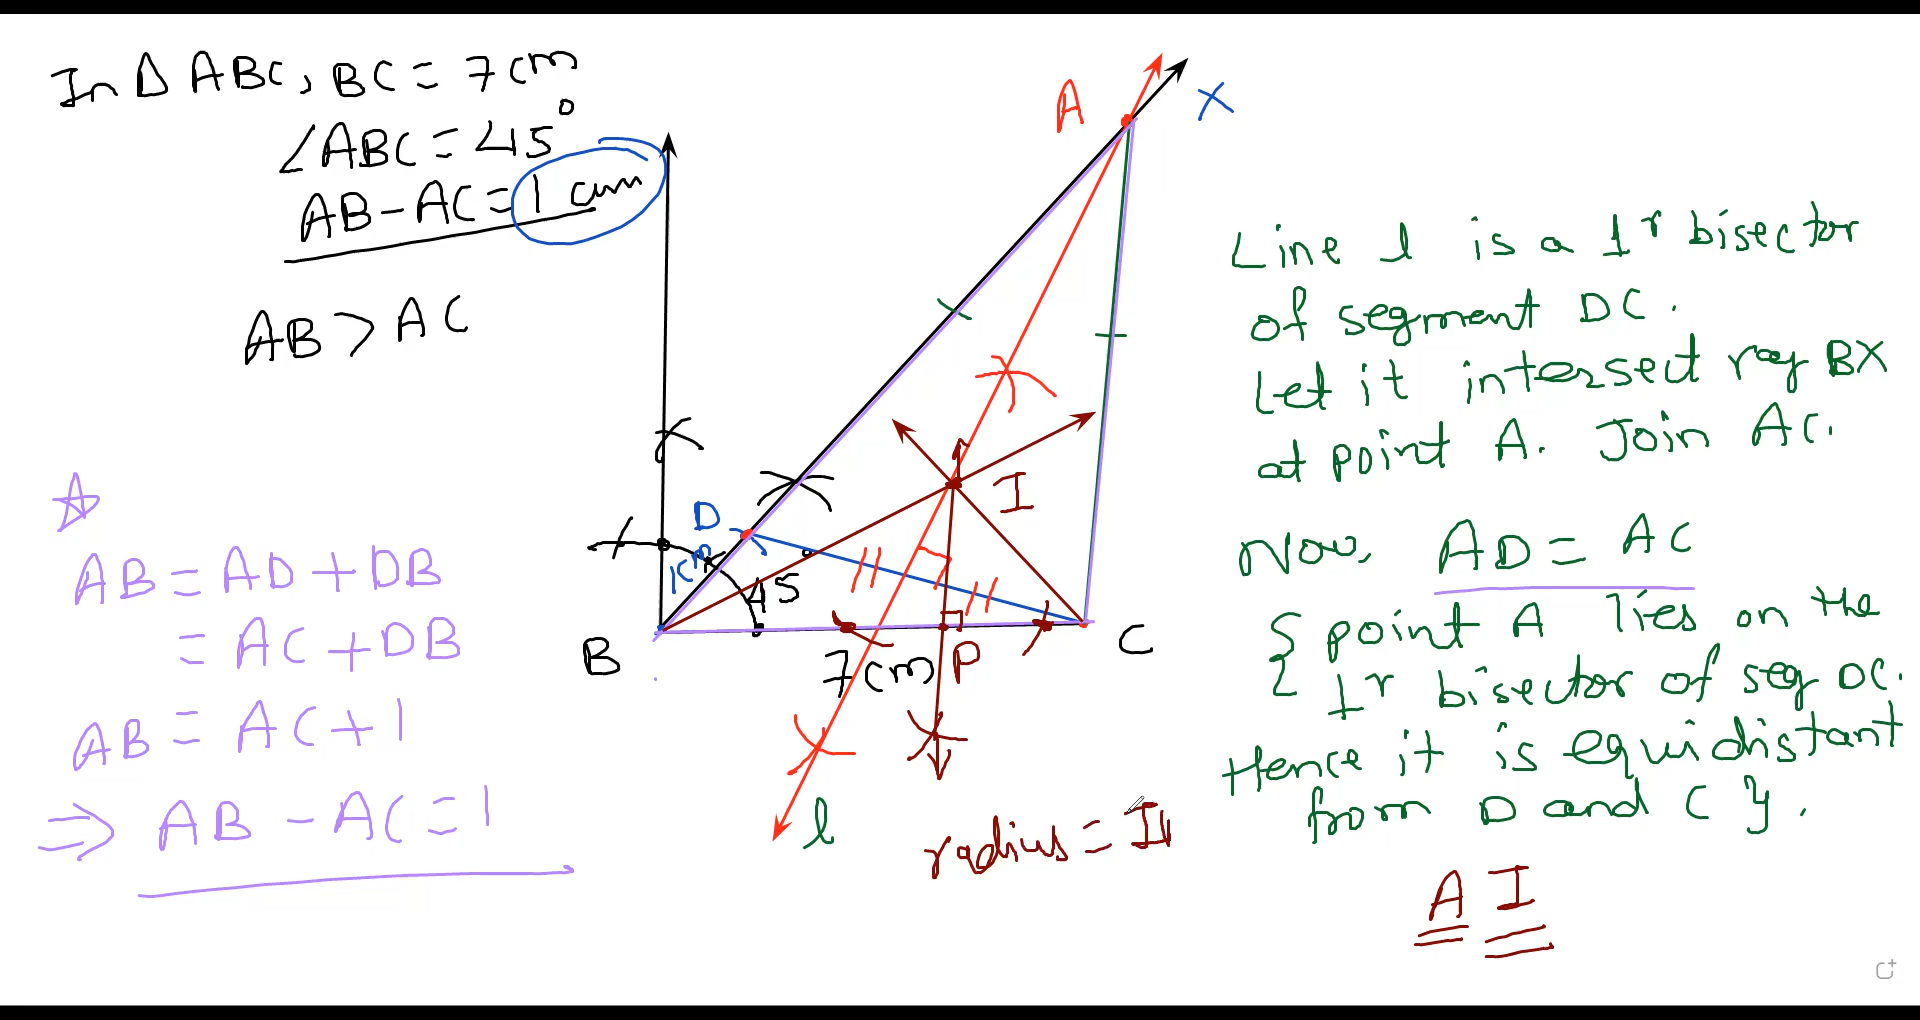 In Δ ABC, BC = 7 cm
∠ABC = 45°
AB - AC = 1 cm
AB > AC
☆
AB = AD + DB
= AC + DB
AB = AC + 1
⇒ AB - AC = 1
A
X
I
D
1cm
45°
B
7 cm
P
C
l
radius = I
Line l is a ⊥r bisector
of segment DC.
Let it intersect ray BX
at point A. Join AC.
Now, AD = AC
{ point A lies on the
⊥r bisector of seg DC.
Hence it is equidistant
from D and C }.
A I